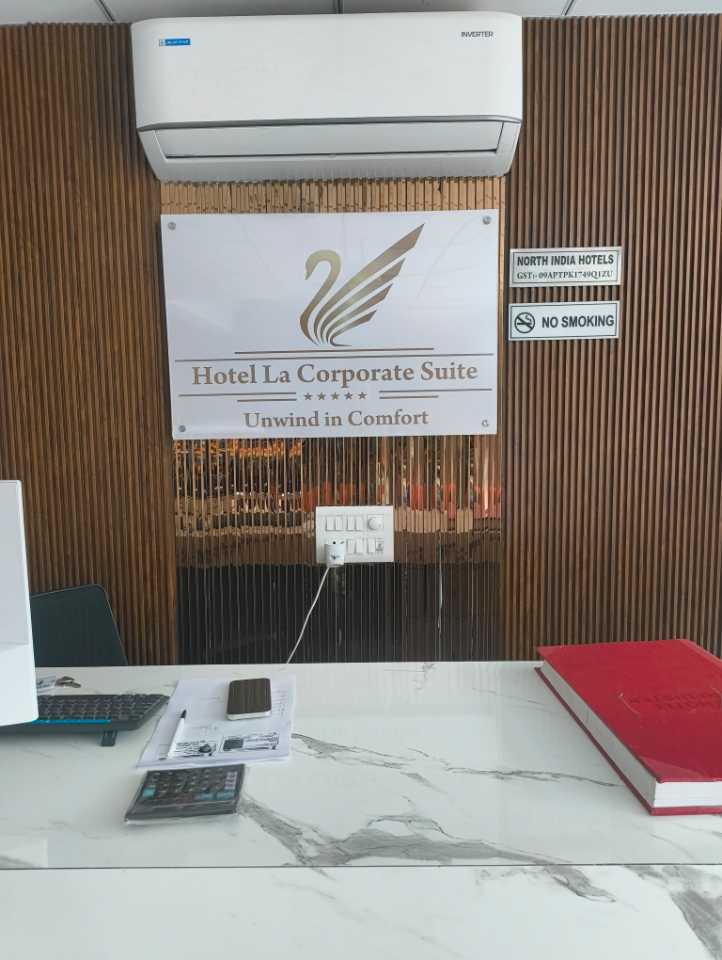 INVERTER
NORTH INDIA HOTELS
GST:- 09APTPK1749Q1ZU
NO SMOKING
Hotel La Corporate Suite
Unwind in Comfort